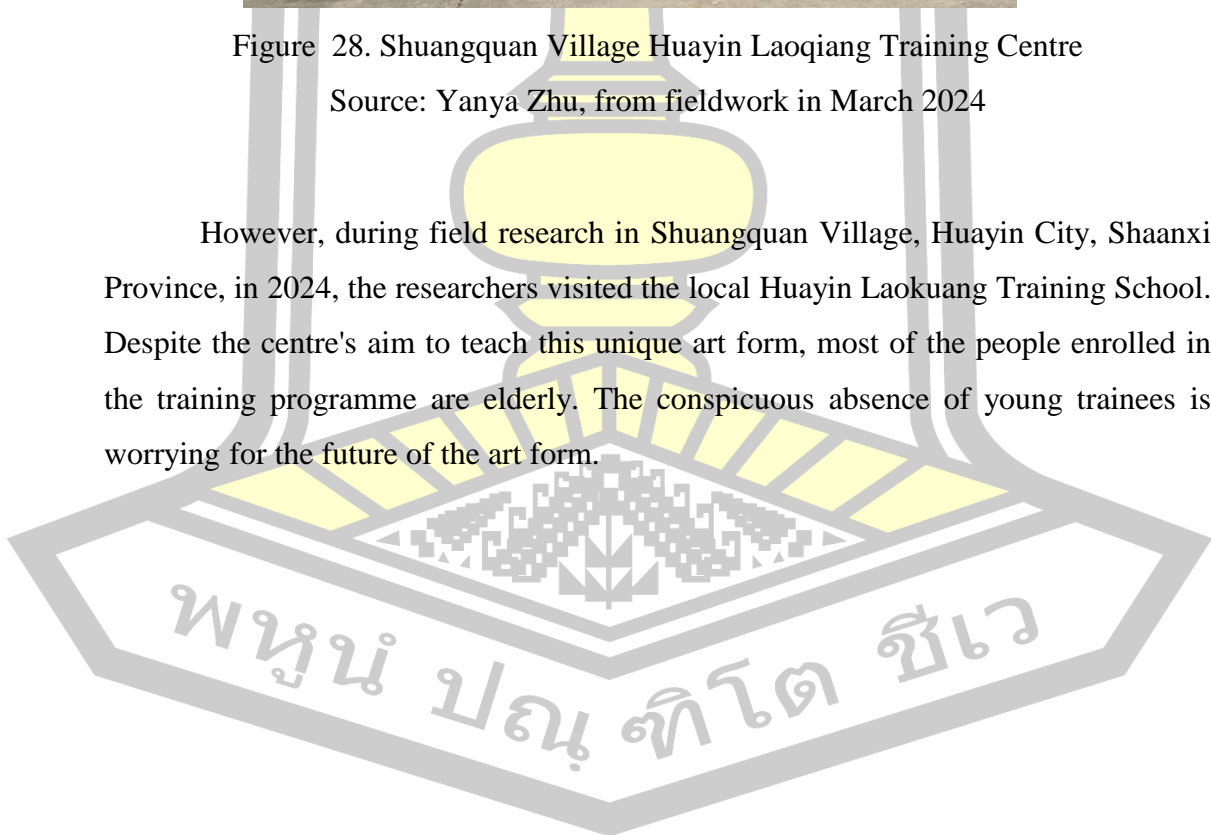 Figure 28. Shuangquan Village Huayin Laoqiang Training Centre
Source: Yanya Zhu, from fieldwork in March 2024
However, during field research in Shuangquan Village, Huayin City, Shaanxi
Province, in 2024, the researchers visited the local Huayin Laokuang Training School.
Despite the centre's aim to teach this unique art form, most of the people enrolled in
the training programme are elderly. The conspicuous absence of young trainees is
worrying for the future of the art form.
พหูนํ ปณฺฑิโต ชีเว